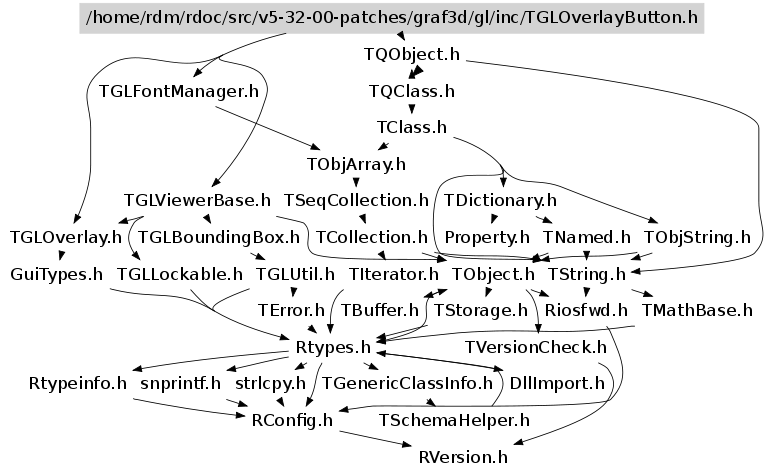 /home/rdm/rdoc/src/v5-32-00-patches/graf3d/gl/inc/TGLOverlayButton.h
TQObject.h
TGLFontManager.h TQClass.h
TClass.h
TObjArray.h
TGLViewerBase.h TSeqCollection.h TDictionary.h
TGLOverlay.h TGLBoundingBox.h TCollection.h Property.h TNamed.h TObjString.h
GuiTypes.h TGLLockable.h TGLUtil.h TIterator.h TObject.h TString.h
TError.h TBuffer.h TStorage.h Riosfwd.h TMathBase.h
Rtypes.h TVersionCheck.h
Rtypeinfo.h snprintf.h strlcpy.h TGenericClassInfo.h DllImport.h
RConfig.h TSchemaHelper.h
RVersion.h